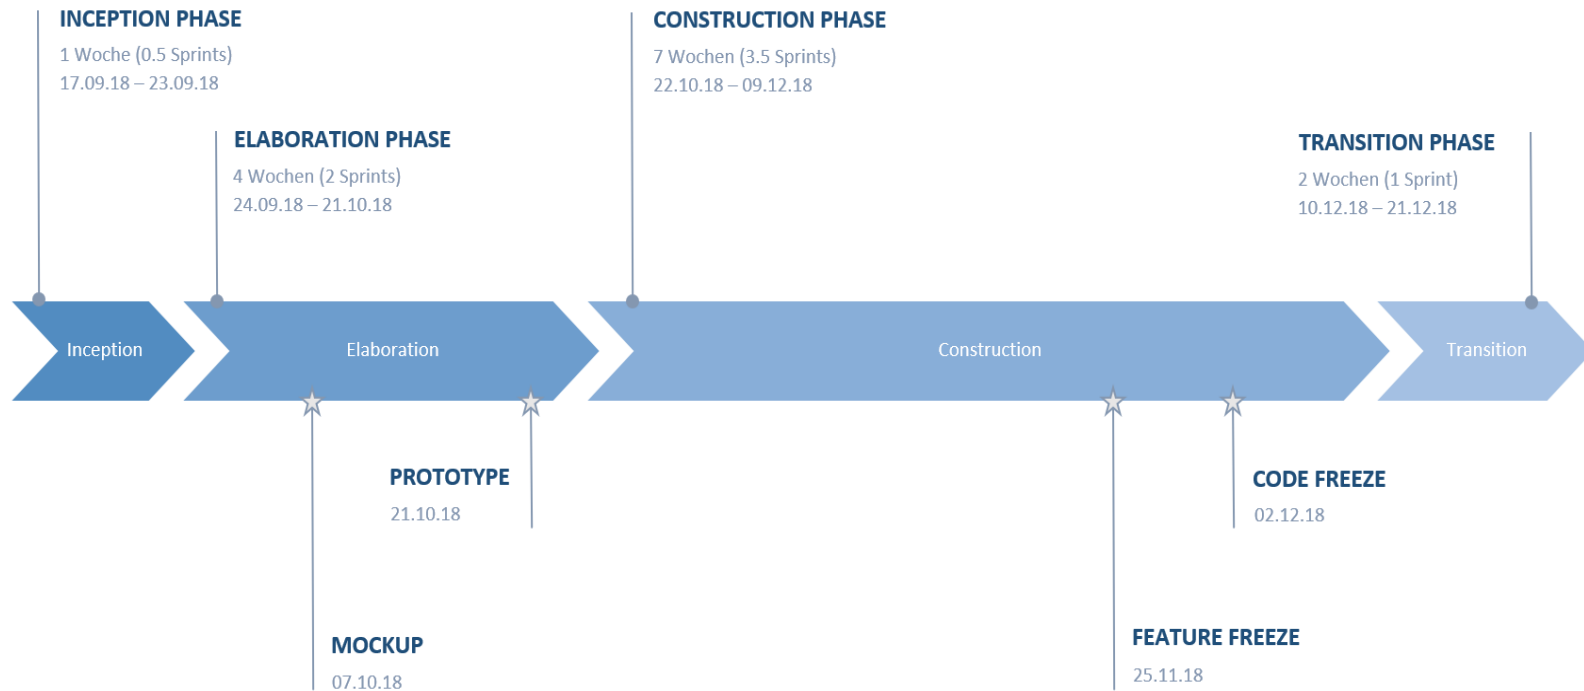 INCEPTION PHASE
1 Woche (0.5 Sprints)
17.09.18 – 23.09.18
CONSTRUCTION PHASE
7 Wochen (3.5 Sprints)
22.10.18 – 09.12.18
ELABORATION PHASE
4 Wochen (2 Sprints)
24.09.18 – 21.10.18
TRANSITION PHASE
2 Wochen (1 Sprint)
10.12.18 – 21.12.18
Inception
Elaboration
Construction
Transition
PROTOTYPE
21.10.18
CODE FREEZE
02.12.18
MOCKUP
07.10.18
FEATURE FREEZE
25.11.18